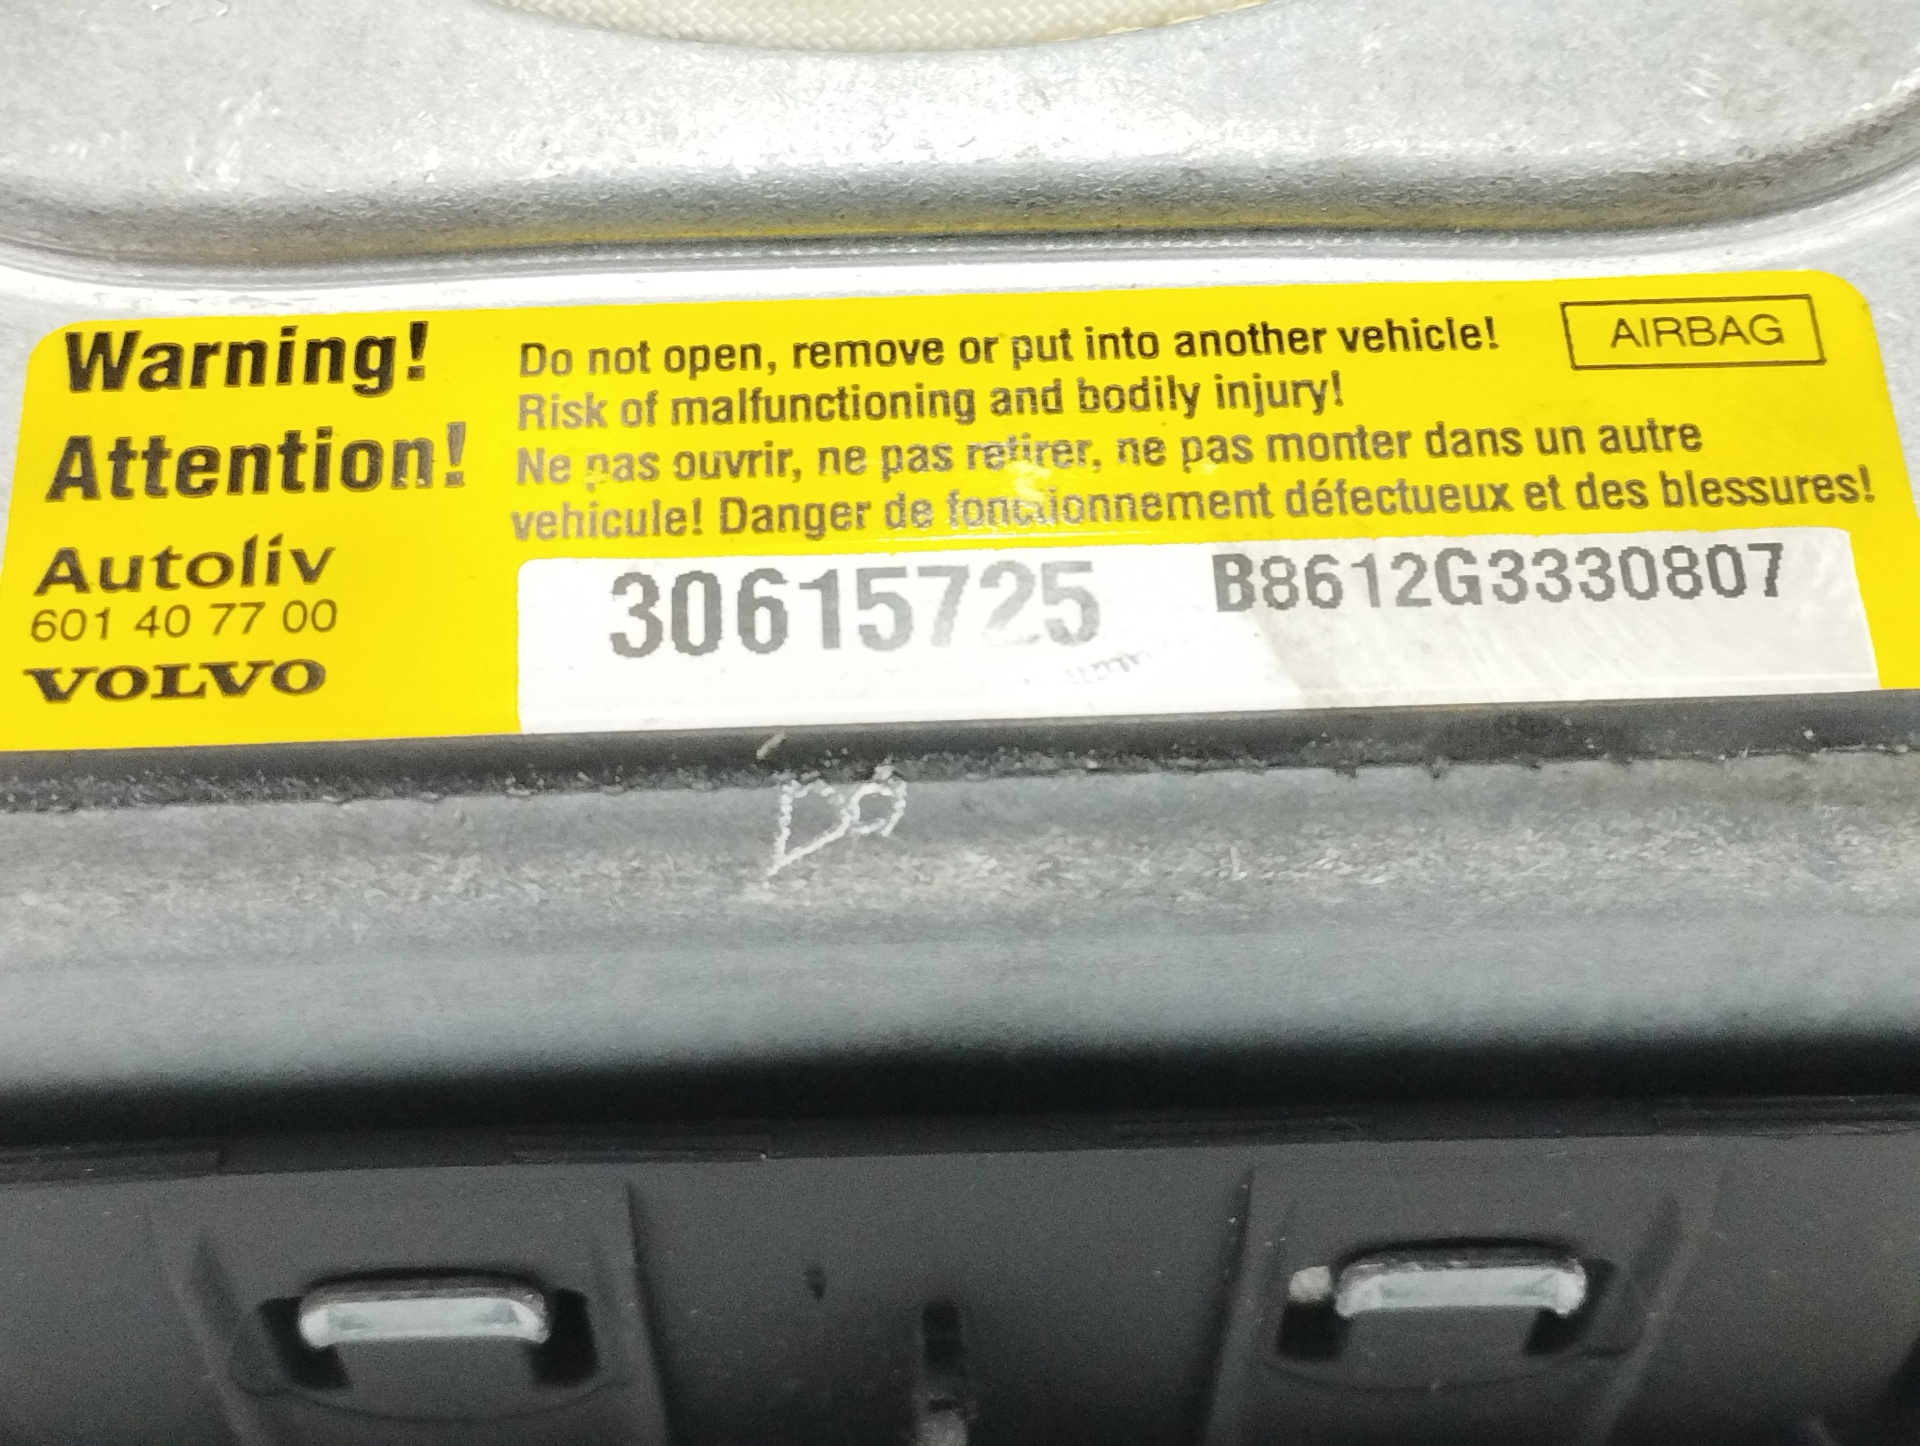 Warning!
Attention!
Do not open, remove or put into another vehicle!
Risk of malfunctioning and bodily injury!
Ne pas ouvrir, ne pas retirer, ne pas monter dans un autre
vehicule! Danger de fonctionnement défectueux et des blessures!
AIRBAG
Autoliv
601 40 77 00
VOLVO
30615725
B8612G3330807